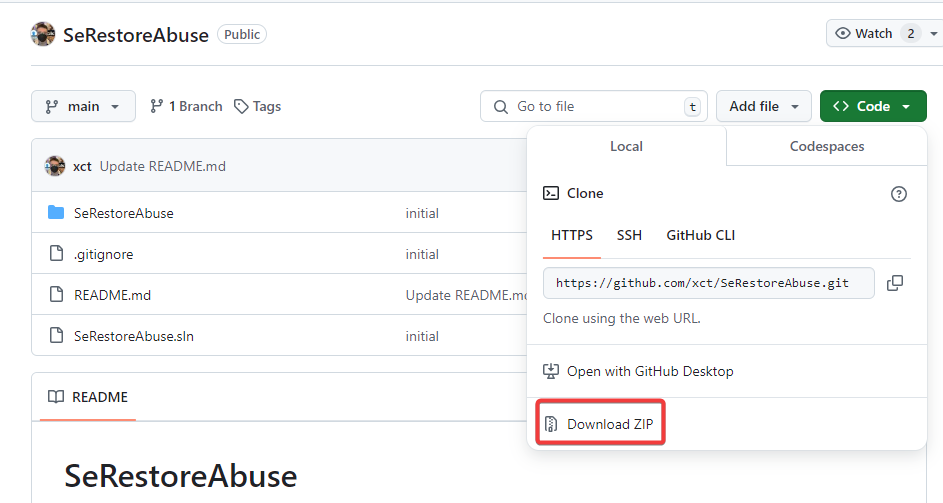 SeRestoreAbuse Public Watch 2
main 1 Branch Tags Go to file t Add file <> Code
Local Codespaces
xct Update README.md
Clone
SeRestoreAbuse initial
HTTPS SSH GitHub CLI
.gitignore initial
https://github.com/xct/SeRestoreAbuse.git
README.md Update README.md
Clone using the web URL.
SeRestoreAbuse.sln initial
Open with GitHub Desktop
README
Download ZIP
SeRestoreAbuse